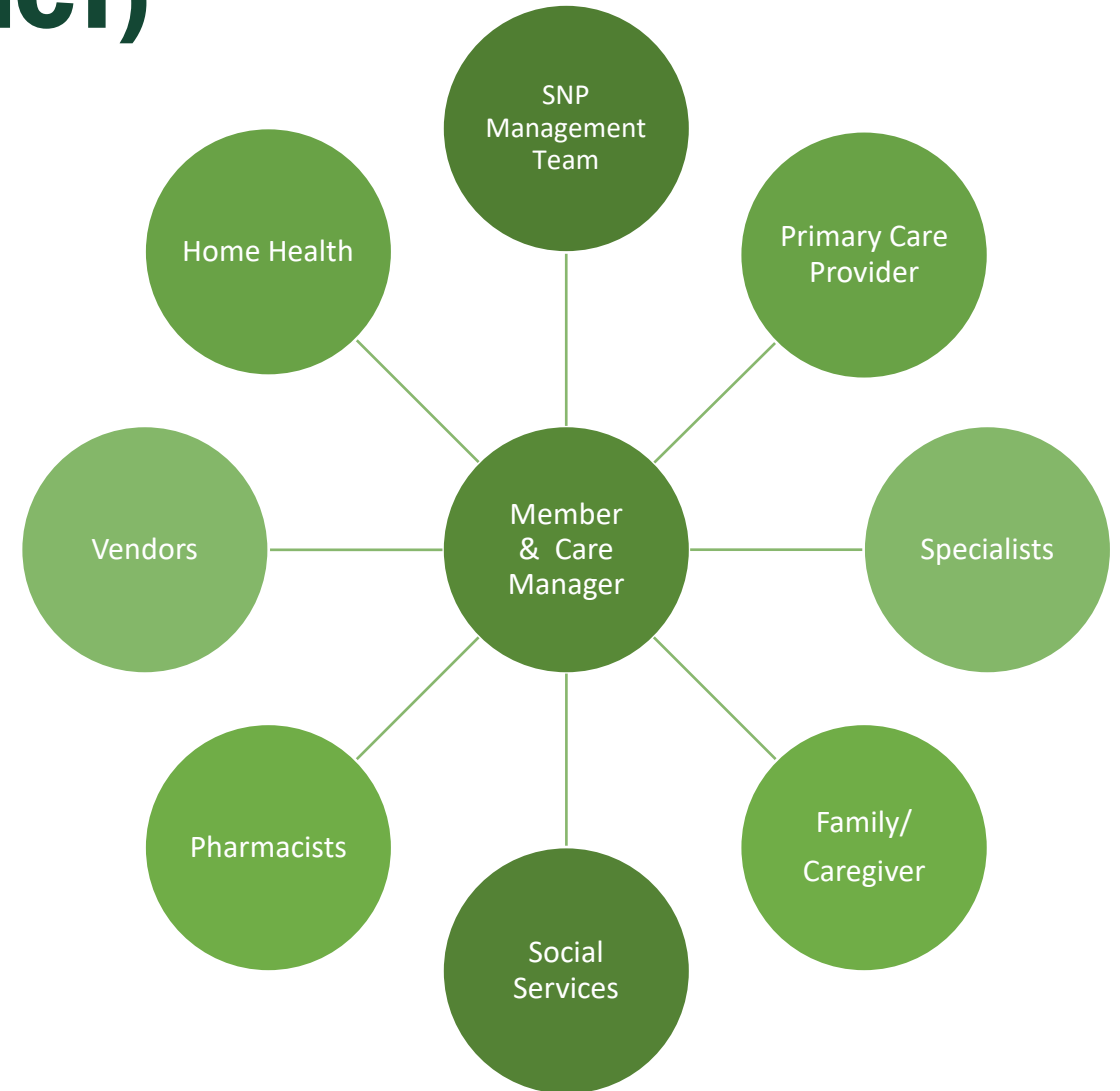 SNP
Management
Team
Home Health
Primary Care
Provider
Vendors
Member
& Care
Manager
Specialists
Pharmacists
Family/
Caregiver
Social
Services